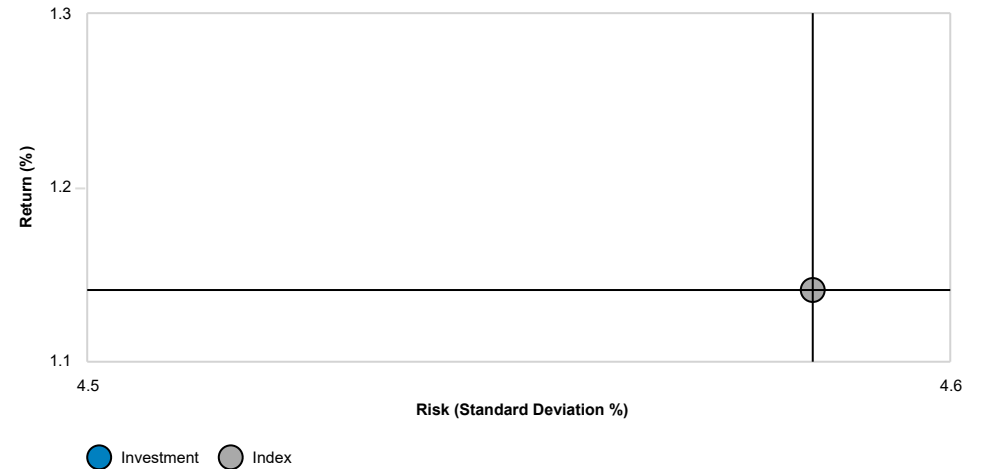 1.3
Return (%)
1.2
1.1
4.5
4.6
Risk (Standard Deviation %)
Investment
Index